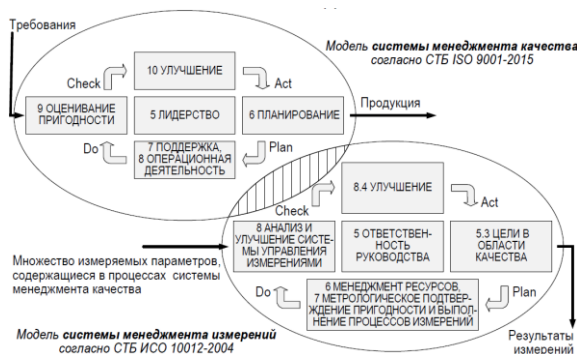 Требования
Модель системы менеджмента качества
согласно СТБ ISO 9001-2015
10 УЛУЧШЕНИЕ
Check
Act
9 ОЦЕНИВАНИЕ
ПРИГОДНОСТИ
5 ЛИДЕРСТВО
6 ПЛАНИРОВАНИЕ
Продукция
Do
7 ПОДДЕРЖКА,
8 ОПЕРАЦИОННАЯ
ДЕЯТЕЛЬНОСТЬ
Plan
8.4 УЛУЧШЕНИЕ
Check
Act
8 АНАЛИЗ И
УЛУЧШЕНИЕ СИСТЕ-
МЫ УПРАВЛЕНИЯ
ИЗМЕРЕНИЯМИ
5 ОТВЕТСТВЕН-
НОСТЬ
РУКОВОДСТВА
5.3 ЦЕЛИ В
ОБЛАСТИ
КАЧЕСТВА
Множество измеряемых параметров,
содержащиеся в процессах системы
менеджмента качества
Do
6 МЕНЕДЖМЕНТ РЕСУРСОВ,
7 МЕТРОЛОГИЧЕСКОЕ ПОДТВЕР-
ЖДЕНИЕ ПРИГОДНОСТИ И ВЫПОЛ-
НЕНИЕ ПРОЦЕССОВ ИЗМЕРЕНИЙ
Plan
Модель системы менеджмента измерений
согласно СТБ ИСО 10012-2004
Результаты
измерений